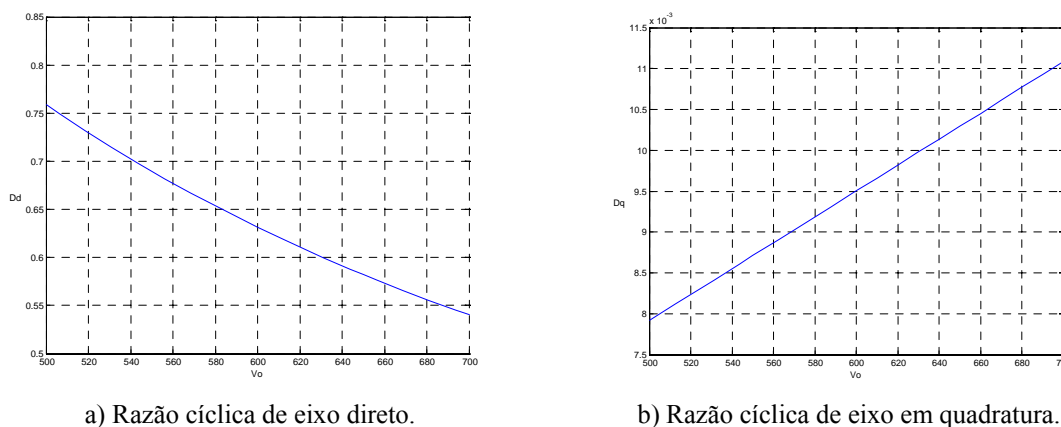 0.85
0.8
0.75
0.7
0.65
0.6
0.55
0.5
Dd
500 520 540 560 580 600 620 640 660 680 700
Vo
a) Razão cíclica de eixo direto.
x 10⁻³
11.5
11
10.5
10
9.5
9
8.5
8
7.5
Dq
500 520 540 560 580 600 620 640 660 680
Vo
b) Razão cíclica de eixo em quadratura.